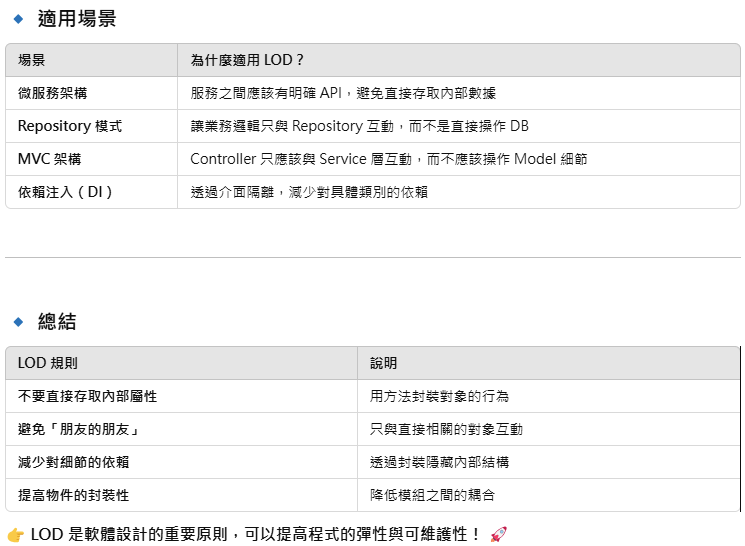 🔹 適用場景
場景 為什麼適用 LOD？
微服務架構 服務之間應該有明確 API，避免直接存取內部數據
Repository 模式 讓業務邏輯只與 Repository 互動，而不是直接操作 DB
MVC 架構 Controller 只應該與 Service 層互動，而不應該操作 Model 細節
依賴注入（DI） 透過介面隔離，減少對具體類別的依賴
🔹 總結
LOD 規則 說明
不要直接存取內部屬性 用方法封裝對象的行為
避免「朋友的朋友」 只與直接相關的對象互動
減少對細節的依賴 透過封裝隱藏內部結構
提高物件的封裝性 降低模組之間的耦合
👉 LOD 是軟體設計的重要原則，可以提高程式的彈性與可維護性！ 🚀